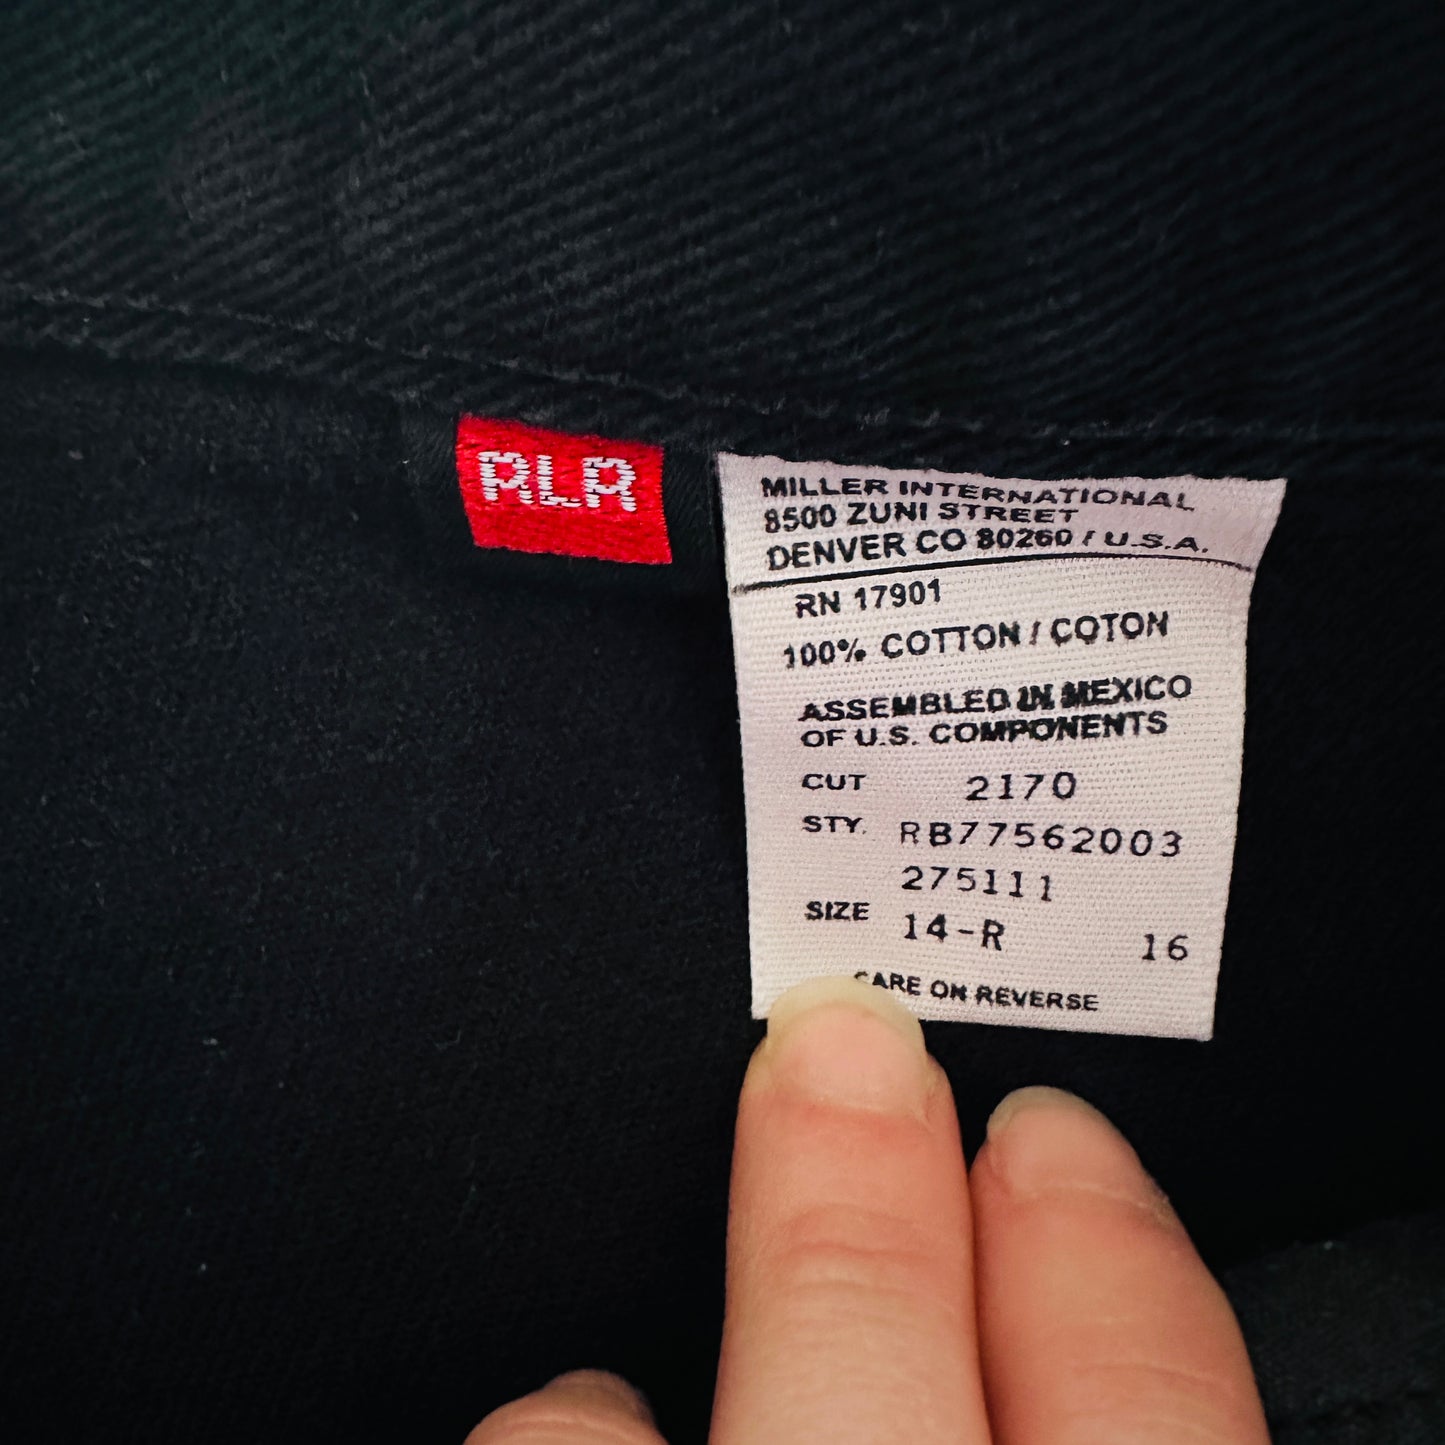 RLR
MILLER INTERNATIONAL
8500 ZUNI STREET
DENVER CO 80260 / U.S.A.
RN 17901
100% COTTON / COTON
ASSEMBLED IN MEXICO
OF U.S. COMPONENTS
CUT 2170
STY. RB77562003
275111
SIZE 14-R 16
CARE ON REVERSE